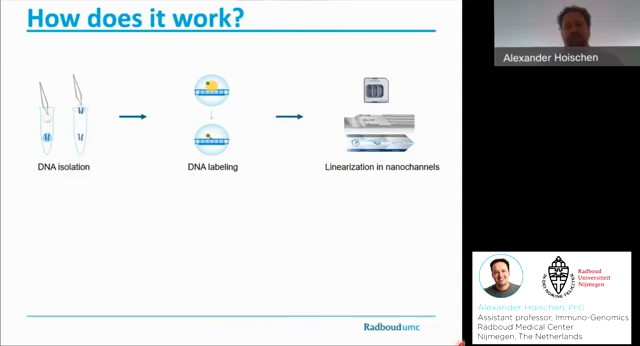 How does it work?
DNA isolation
DNA labeling
Linearization in nanochannels
Radboudumc
Alexander Hoischen
Radboud
Universiteit
Nijmegen
Alexander Hoischen, PhD
Assistant professor, Immuno-Genomics
Radboud Medical Center
Nijmegen, The Netherlands